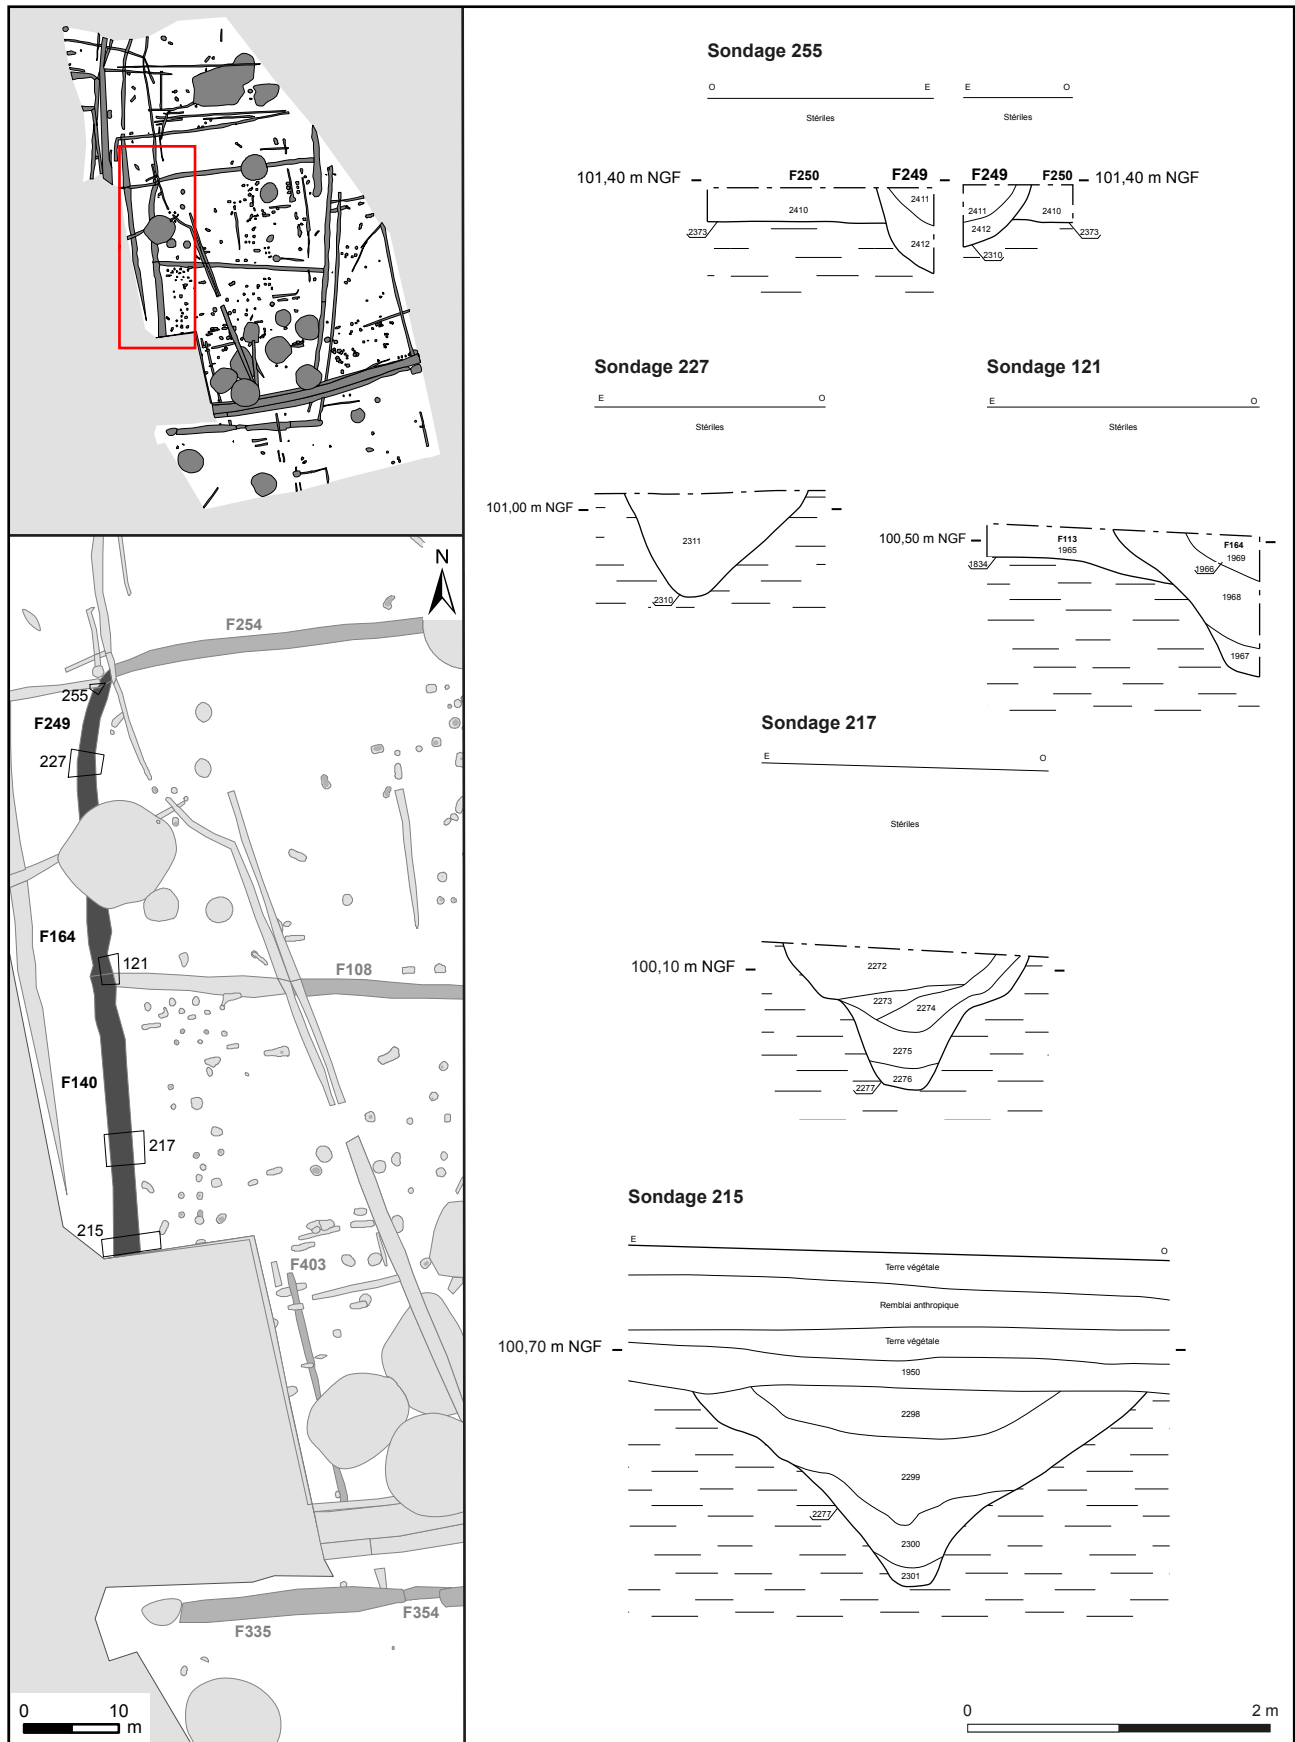 N
F254
255
F249
227
F164
121
F108
F140
217
215
F403
F354
F335
0 10
m
Sondage 255
O E E O
Stériles Stériles
101,40 m NGF F250 F249 F249 F250 101,40 m NGF
2411 2411
2410 2412 2410
2373 2412 2373
2310
Sondage 227
E O
Stériles
101,00 m NGF
2311
2310
Sondage 121
E O
Stériles
100,50 m NGF
F113 F164
1965 1969
1834 1966
1968
1967
Sondage 217
E O
Stériles
100,10 m NGF
2272
2273
2274
2275
2276
2277
Sondage 215
E O
Terre végétale
Remblai anthropique
Terre végétale
100,70 m NGF
1950
2298
2299
2277
2300
2301
0 2 m